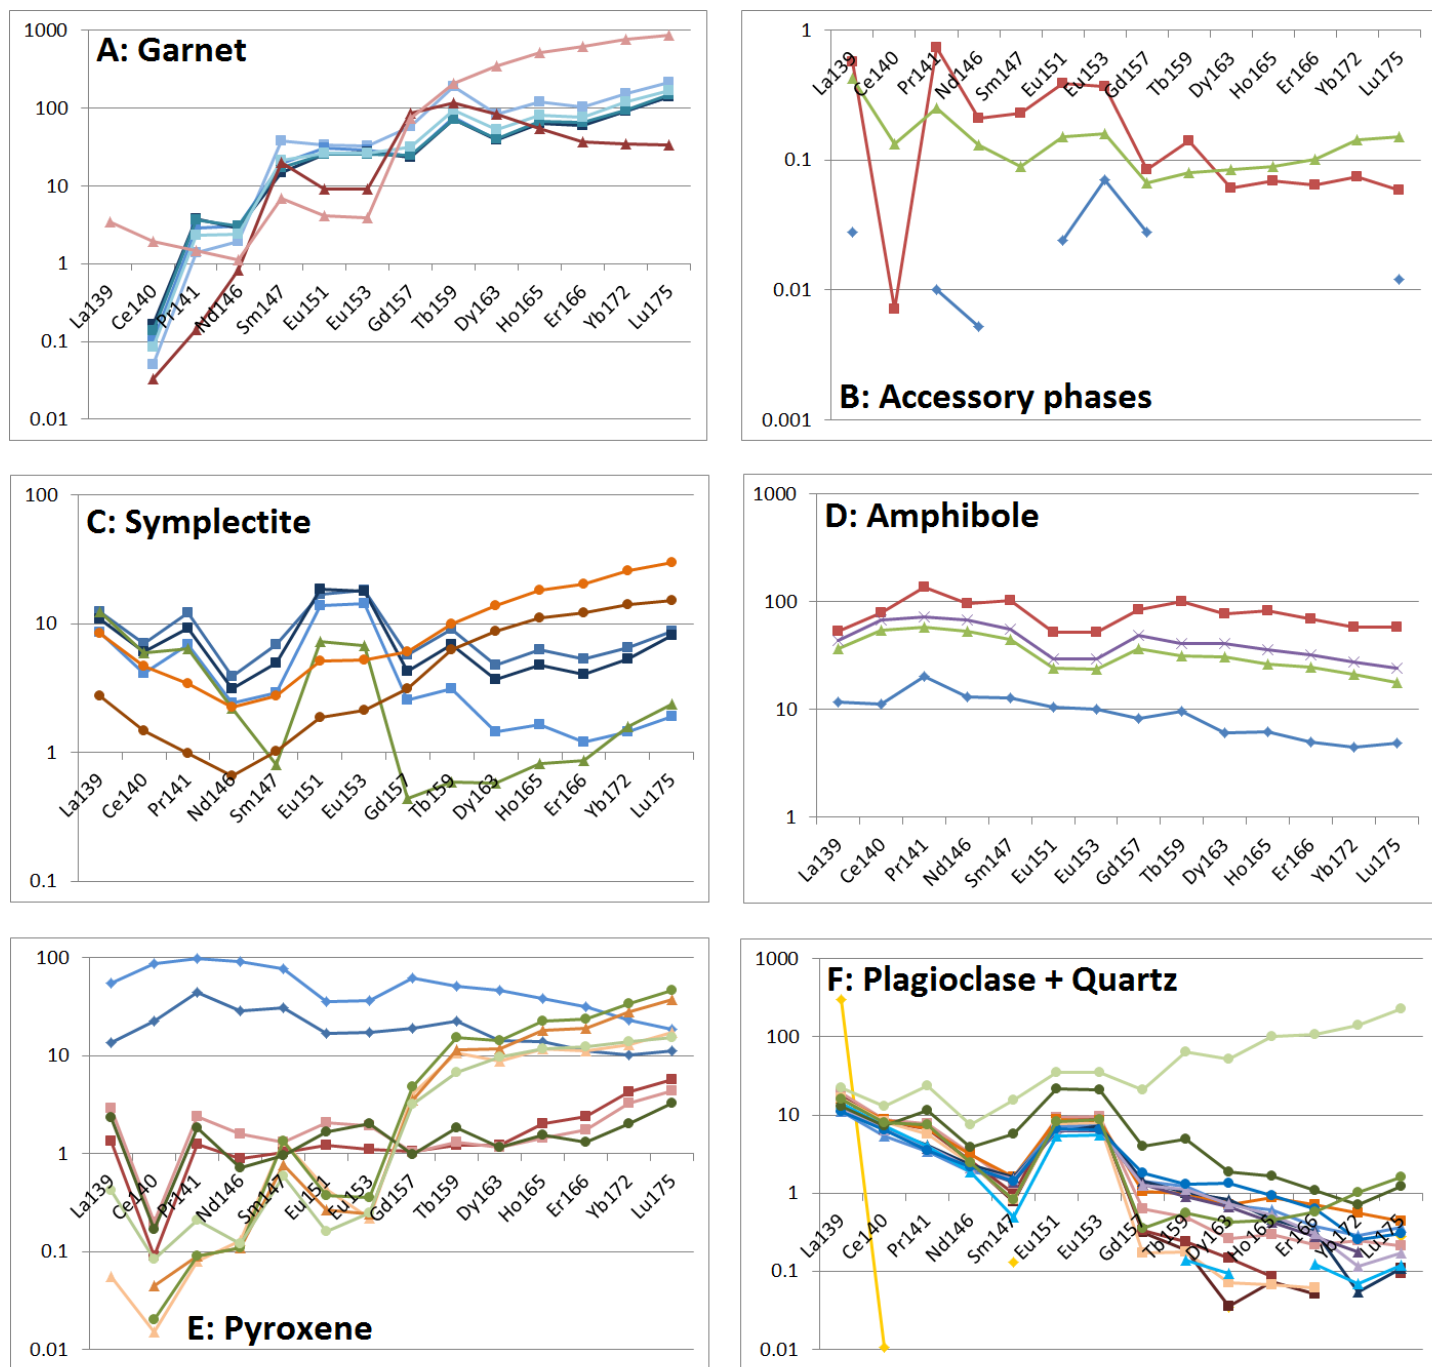 A: Garnet
1000
100
10
1
0.1
0.01
La139 Ce140 Pr141 Nd146 Sm147 Eu151 Eu153 Gd157 Tb159 Dy163 Ho165 Er166 Yb172 Lu175
1
0.1
0.01
0.001
La139 Ce140 Pr141 Nd146 Sm147 Eu151 Eu153 Gd157 Tb159 Dy163 Ho165 Er166 Yb172 Lu175
B: Accessory phases
C: Symplectite
100
10
1
0.1
La139 Ce140 Pr141 Nd146 Sm147 Eu151 Eu153 Gd157 Tb159 Dy163 Ho165 Er166 Yb172 Lu175
D: Amphibole
1000
100
10
1
La139 Ce140 Pr141 Nd146 Sm147 Eu151 Eu153 Gd157 Tb159 Dy163 Ho165 Er166 Yb172 Lu175
100
10
1
0.1
0.01
La139 Ce140 Pr141 Nd146 Sm147 Eu151 Eu153 Gd157 Tb159 Dy163 Ho165 Er166 Yb172 Lu175
E: Pyroxene
F: Plagioclase + Quartz
1000
100
10
1
0.1
0.01
La139 Ce140 Pr141 Nd146 Sm147 Eu151 Eu153 Gd157 Tb159 Dy163 Ho165 Er166 Yb172 Lu175